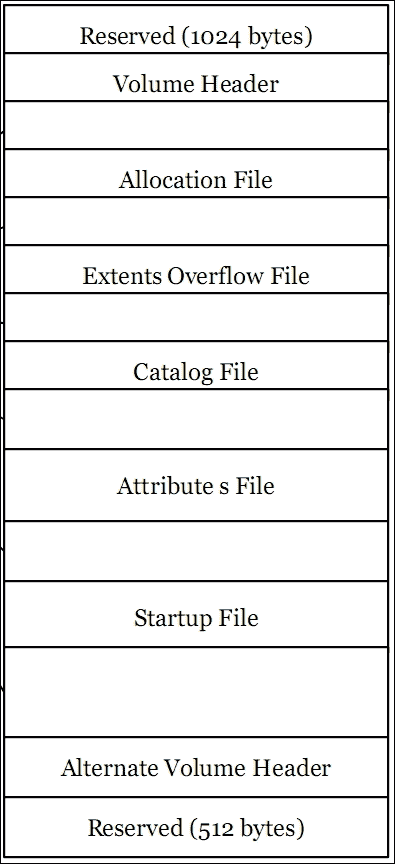 Reserved (1024 bytes)
Volume Header
Allocation File
Extents Overflow File
Catalog File
Attribute s File
Startup File
Alternate Volume Header
Reserved (512 bytes)